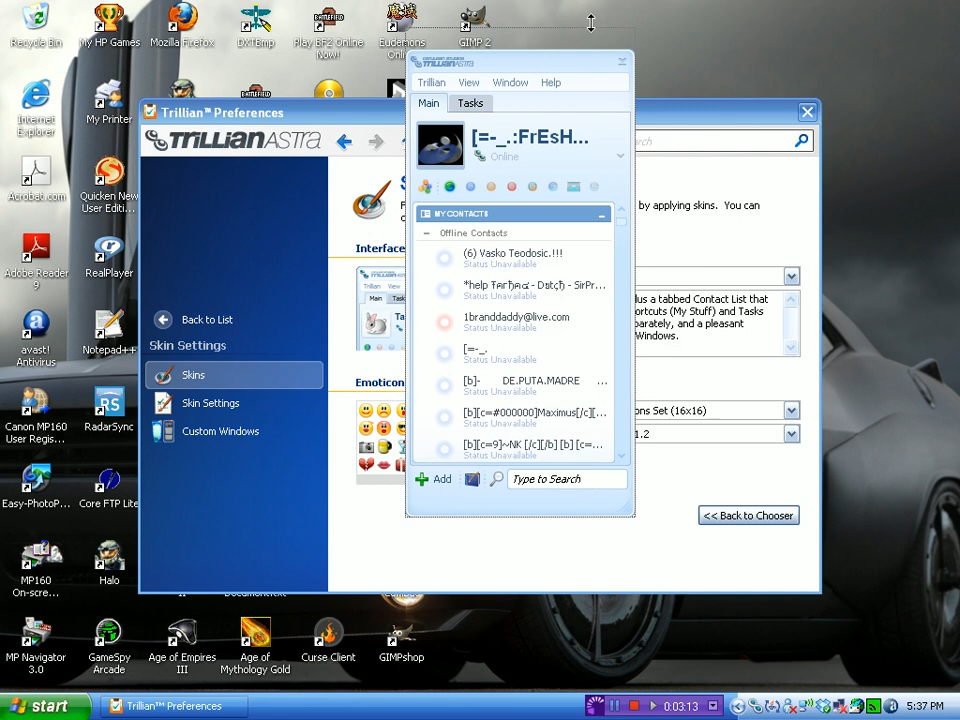 Recycle Bin
My HP Games
Mozilla Firefox
DXTEmp
Play BF2 Online Now!
Eudemons Onli...
GIMP 2
Internet Explorer
My Printer
Acrobat.com
Quicken New User Editi...
Adobe Reader 9
RealPlayer
avast! Antivirus
Notepad++
Canon MP160 User Regis...
RadarSync
Easy-PhotoP...
Core FTP Lite
MP160 On-scre...
Halo
MP Navigator 3.0
GameSpy Arcade
Age of Empires III
Age of Mythology Gold
Curse Client
GIMPshop
Trillian™ Preferences
TRILLIAN ASTRA
by applying skins. You can
Interface
lus a tabbed Contact List that
ortcuts (My Stuff) and Tasks
parately, and a pleasant
Windows.
Back to List
Skin Settings
Skins
Skin Settings
Custom Windows
Emoticon
ons Set (16x16)
1.2
<< Back to Chooser
TRILLIAN ASTRA
Trillian View Window Help
Main Tasks
[=-_.:FrEsH...
Online
MY CONTACTS
Offline Contacts
(6) Vasko Teodosic.!!!
Status Unavailable
Status Unavailable
1branddaddy@live.com
Status Unavailable
[=-_.
Status Unavailable
[b]- DE.PUTA.MADRE ...
Status Unavailable
[b][c=#000000]Maximus[/c][...
Status Unavailable
[b][c=9]~NK [/c][/b] [b] [c=...
Status Unavailable
Add
Type to Search
start
Trillian™ Preferences
0:03:13
5:37 PM